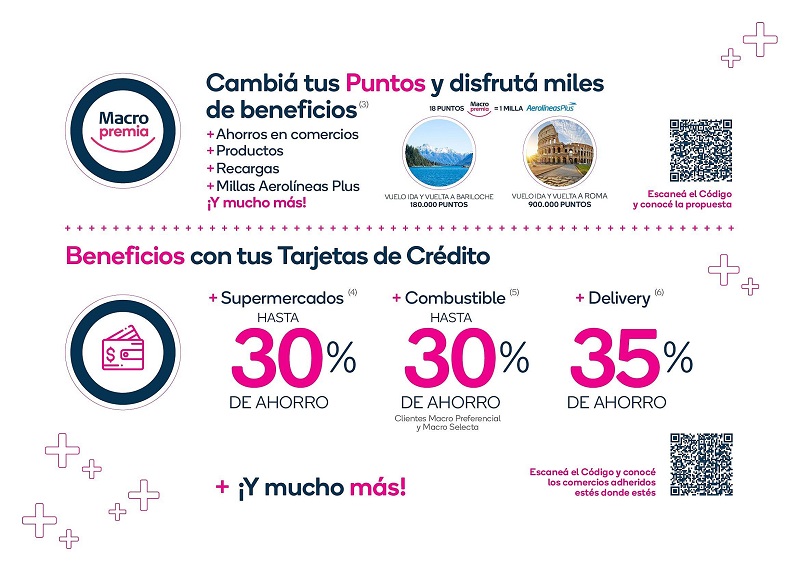 Macro
premia
Cambiá tus Puntos y disfrutá miles
de beneficios (3)
+ Ahorros en comercios
+ Productos
+ Recargas
+ Millas Aerolíneas Plus
¡Y mucho más!
18 PUNTOS Macro premia = 1 MILLA AerolíneasPlus
VUELO IDA Y VUELTA A BARILOCHE
180.000 PUNTOS
VUELO IDA Y VUELTA A ROMA
900.000 PUNTOS
Escaneá el Código
y conocé la propuesta
Beneficios con tus Tarjetas de Crédito
$
+ Supermercados (4)
HASTA
30%
DE AHORRO
+ Combustible (5)
HASTA
30%
DE AHORRO
Clientes Macro Preferencial
y Macro Selecta
+ Delivery (6)
35%
DE AHORRO
+ ¡Y mucho más!
Escaneá el Código y conocé
los comercios adheridos
estés donde estés